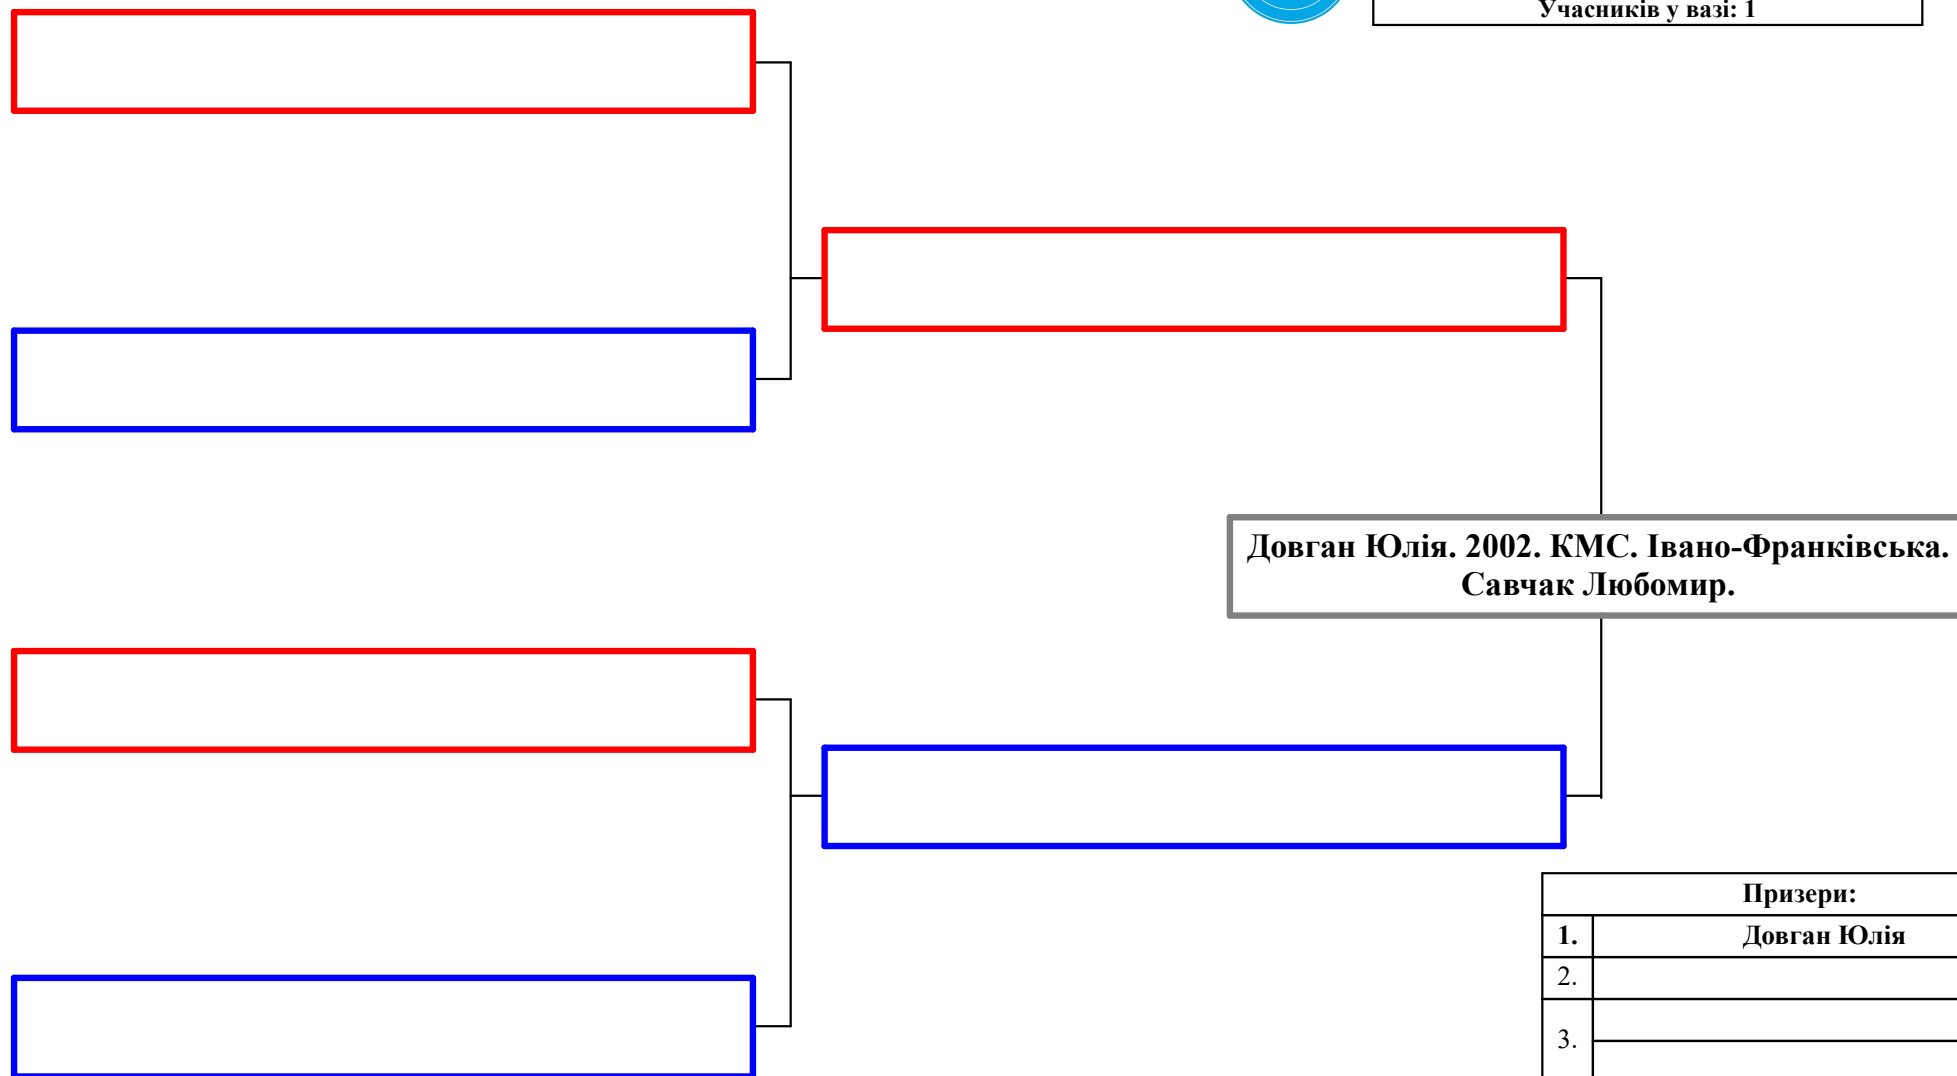 Учасників у вазі: 1
Довган Юлія. 2002. КМС. Івано-Франківська.
Савчак Любомир.
Призери:
1. Довган Юлія
2.
3.